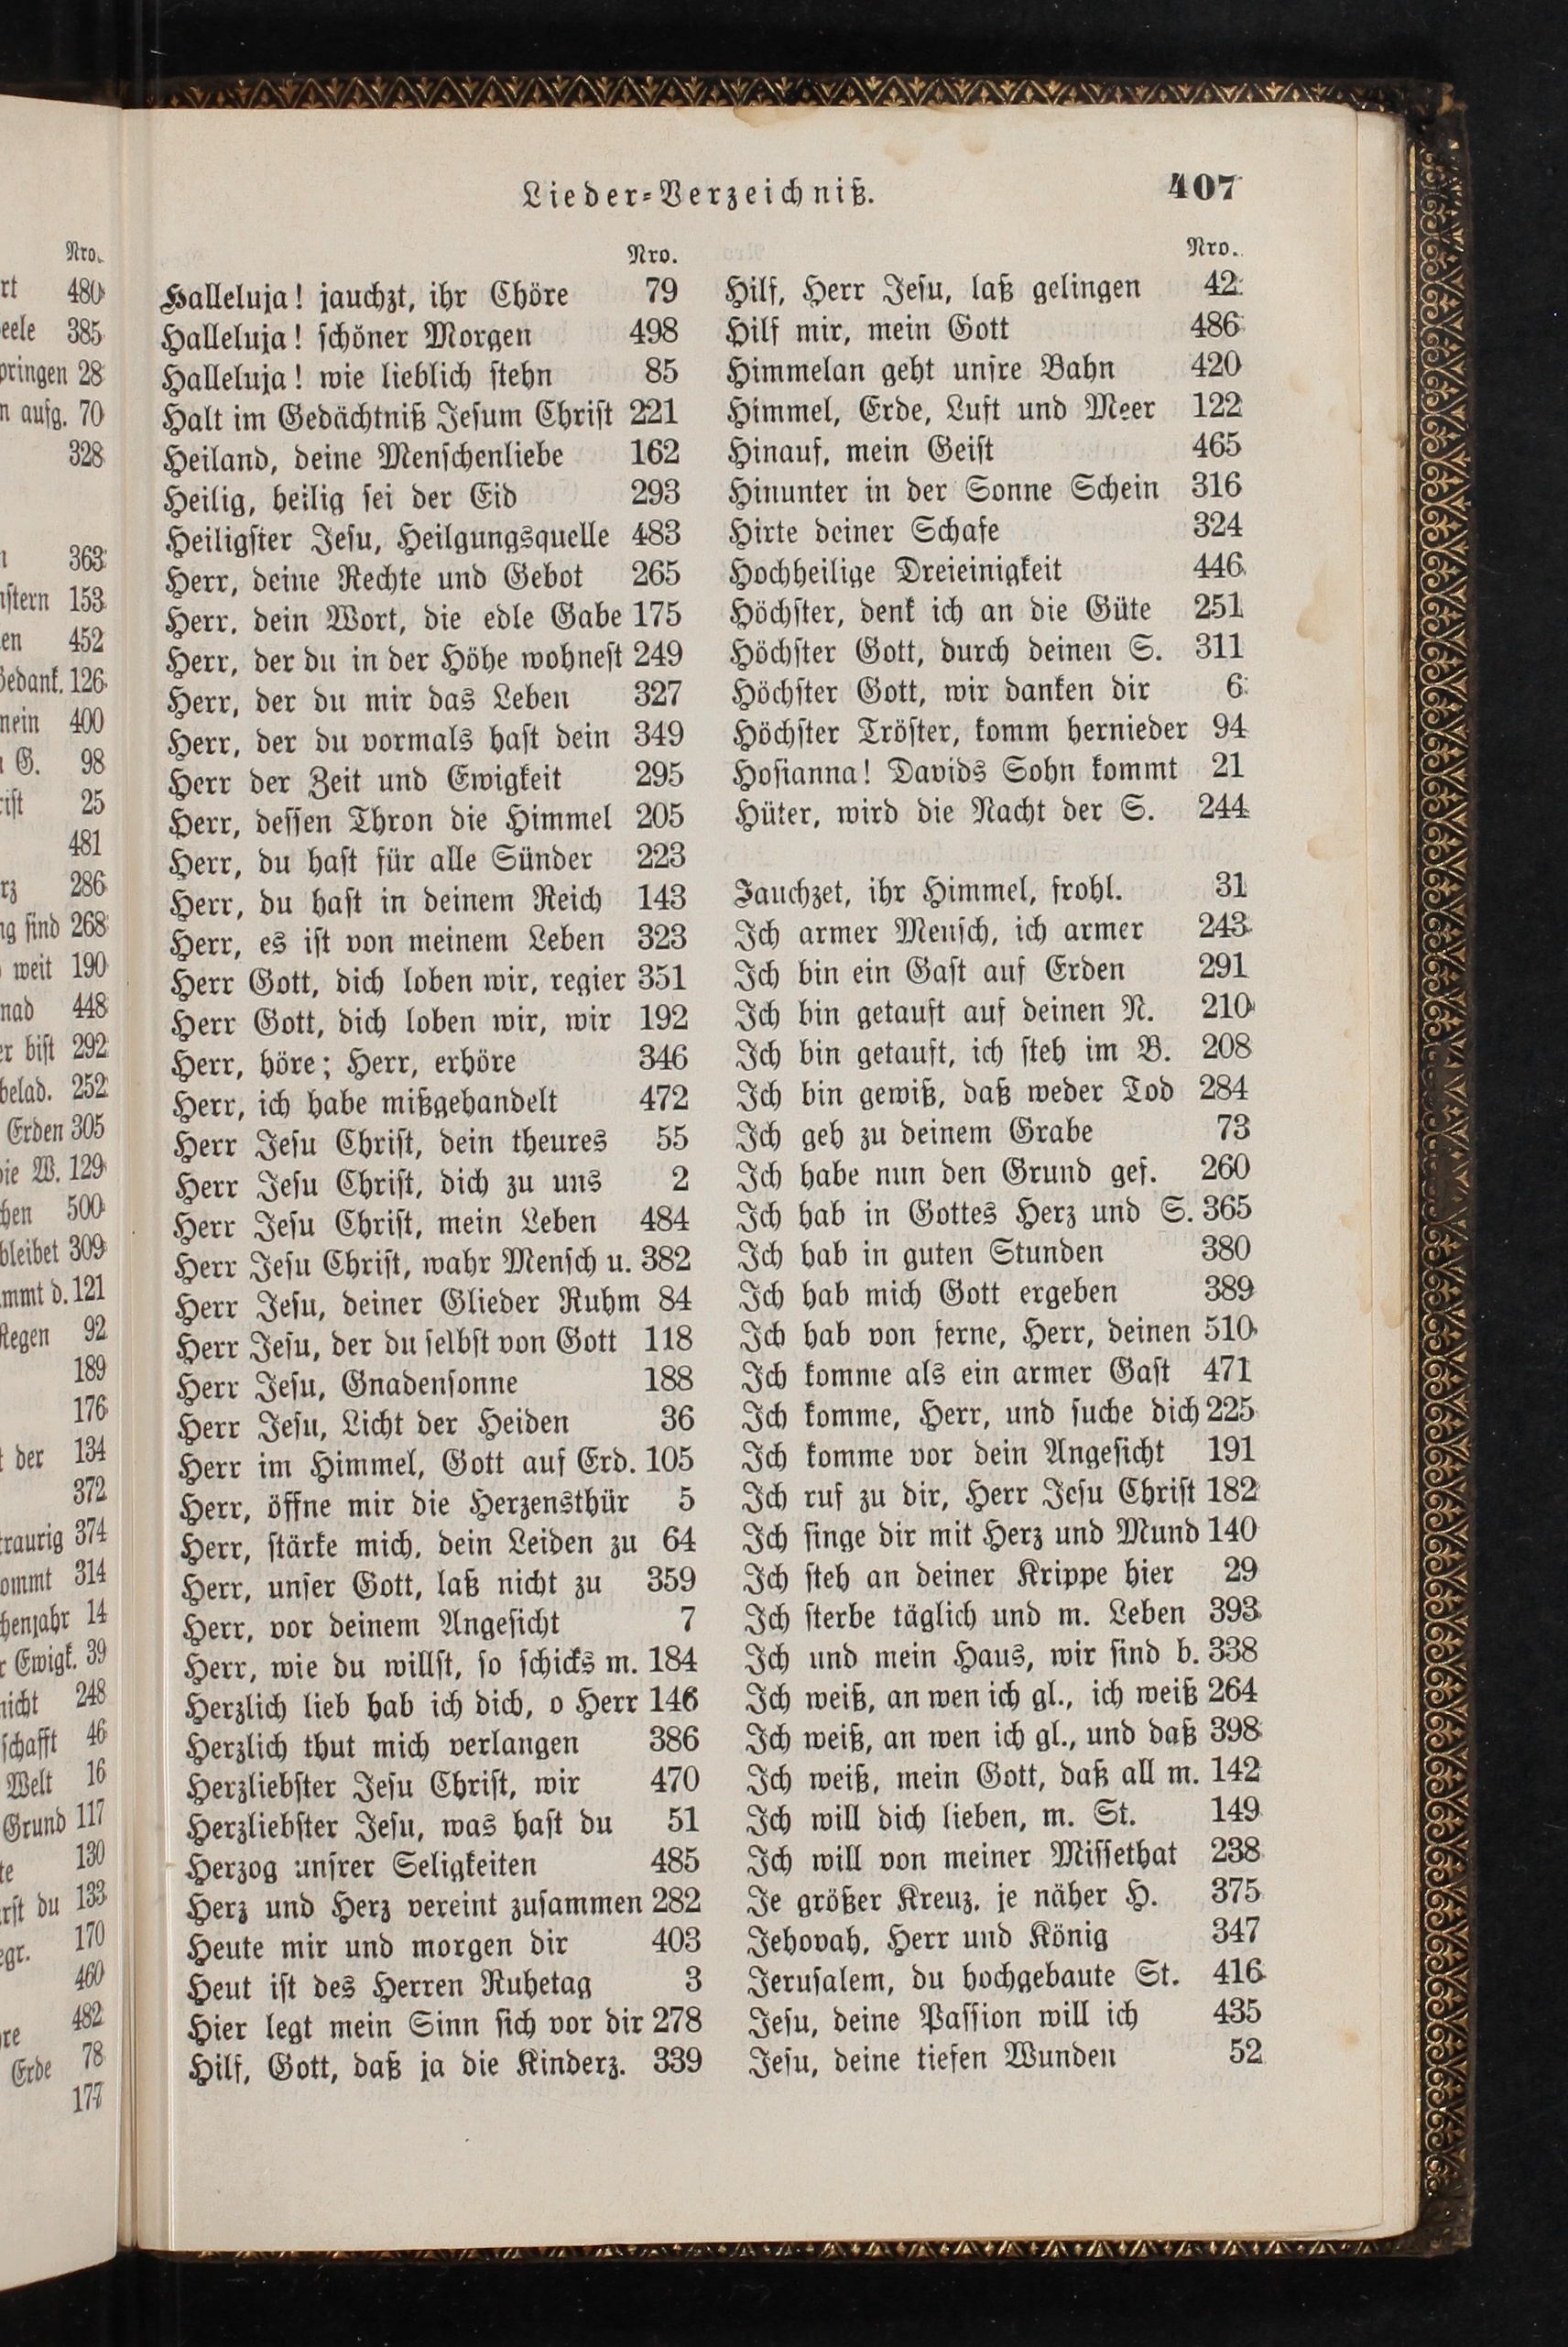 Lieder-Verzeichniß.
407
Nro.
Halleluja! jauchzt, ihr Chöre 79
Halleluja! schöner Morgen 498
Halleluja! wie lieblich stehn 85
Halt im Gedächtniß Jesum Christ 221
Heiland, deine Menschenliebe 162
Heilig, heilig sei der Eid 293
Heiligster Jesu, Heilgungsquelle 483
Herr, deine Rechte und Gebot 265
Herr, dein Wort, die edle Gabe 175
Herr, der du in der Höhe wohnest 249
Herr, der du mir das Leben 327
Herr, der du vormals hast dein 349
Herr der Zeit und Ewigkeit 295
Herr, dessen Thron die Himmel 205
Herr, du hast für alle Sünder 223
Herr, du hast in deinem Reich 143
Herr, es ist von meinem Leben 323
Herr Gott, dich loben wir, regier 351
Herr Gott, dich loben wir, wir 192
Herr, höre; Herr, erhöre 346
Herr, ich habe mißgehandelt 472
Herr Jesu Christ, dein theures 55
Herr Jesu Christ, dich zu uns 2
Herr Jesu Christ, mein Leben 484
Herr Jesu Christ, wahr Mensch u. 382
Herr Jesu, deiner Glieder Ruhm 84
Herr Jesu, der du selbst von Gott 118
Herr Jesu, Gnadensonne 188
Herr Jesu, Licht der Heiden 36
Herr im Himmel, Gott auf Erd. 105
Herr, öffne mir die Herzensthür 5
Herr, stärke mich, dein Leiden zu 64
Herr, unser Gott, laß nicht zu 359
Herr, vor deinem Angesicht 7
Herr, wie du willst, so schicks m. 184
Herzlich lieb hab ich dich, o Herr 146
Herzlich thut mich verlangen 386
Herzliebster Jesu Christ, wir 470
Herzliebster Jesu, was hast du 51
Herzog unsrer Seligkeiten 485
Herz und Herz vereint zusammen 282
Heute mir und morgen dir 403
Heut ist des Herren Ruhetag 3
Hier legt mein Sinn sich vor dir 278
Hilf, Gott, daß ja die Kinderz. 339
Nro.
Hilf, Herr Jesu, laß gelingen 42
Hilf mir, mein Gott 486
Himmelan geht unsre Bahn 420
Himmel, Erde, Luft und Meer 122
Hinauf, mein Geist 465
Hinunter in der Sonne Schein 316
Hirte deiner Schafe 324
Hochheilige Dreieinigkeit 446
Höchster, denk ich an die Güte 251
Höchster Gott, durch deinen S. 311
Höchster Gott, wir danken dir 6
Höchster Tröster, komm hernieder 94
Hosianna! Davids Sohn kommt 21
Hüter, wird die Nacht der S. 244
Jauchzet, ihr Himmel, frohl. 31
Ich armer Mensch, ich armer 243
Ich bin ein Gast auf Erden 291
Ich bin getauft auf deinen N. 210
Ich bin getauft, ich steh im B. 208
Ich bin gewiß, daß weder Tod 284
Ich geh zu deinem Grabe 73
Ich habe nun den Grund gef. 260
Ich hab in Gottes Herz und S. 365
Ich hab in guten Stunden 380
Ich hab mich Gott ergeben 389
Ich hab von ferne, Herr, deinen 510
Ich komme als ein armer Gast 471
Ich komme, Herr, und suche dich 225
Ich komme vor dein Angesicht 191
Ich ruf zu dir, Herr Jesu Christ 182
Ich singe dir mit Herz und Mund 140
Ich steh an deiner Krippe hier 29
Ich sterbe täglich und m. Leben 393
Ich und mein Haus, wir sind b. 338
Ich weiß, an wen ich gl., ich weiß 264
Ich weiß, an wen ich gl., und daß 398
Ich weiß, mein Gott, daß all m. 142
Ich will dich lieben, m. St. 149
Ich will von meiner Missethat 238
Je größer Kreuz, je näher H. 375
Jehovah, Herr und König 347
Jerusalem, du hochgebaute St. 416
Jesu, deine Passion will ich 435
Jesu, deine tiefen Wunden 52